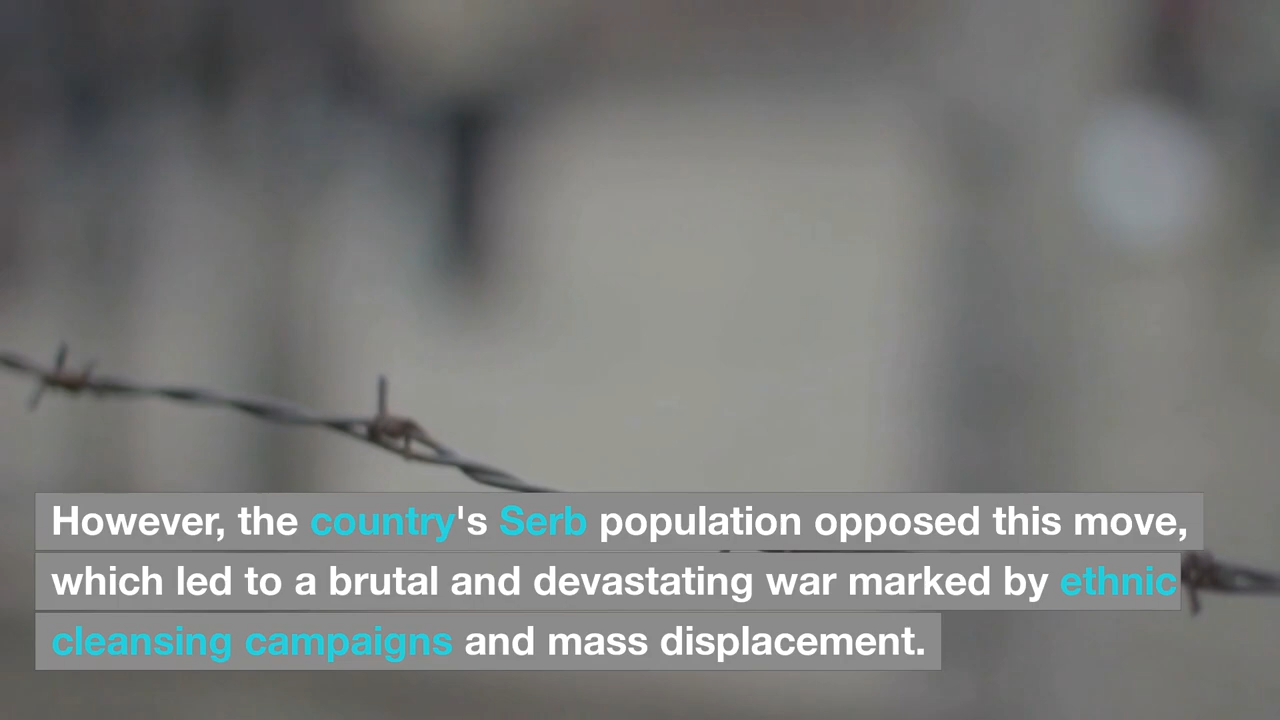 However, the country's Serb population opposed this move,
which led to a brutal and devastating war marked by ethnic
cleansing campaigns and mass displacement.